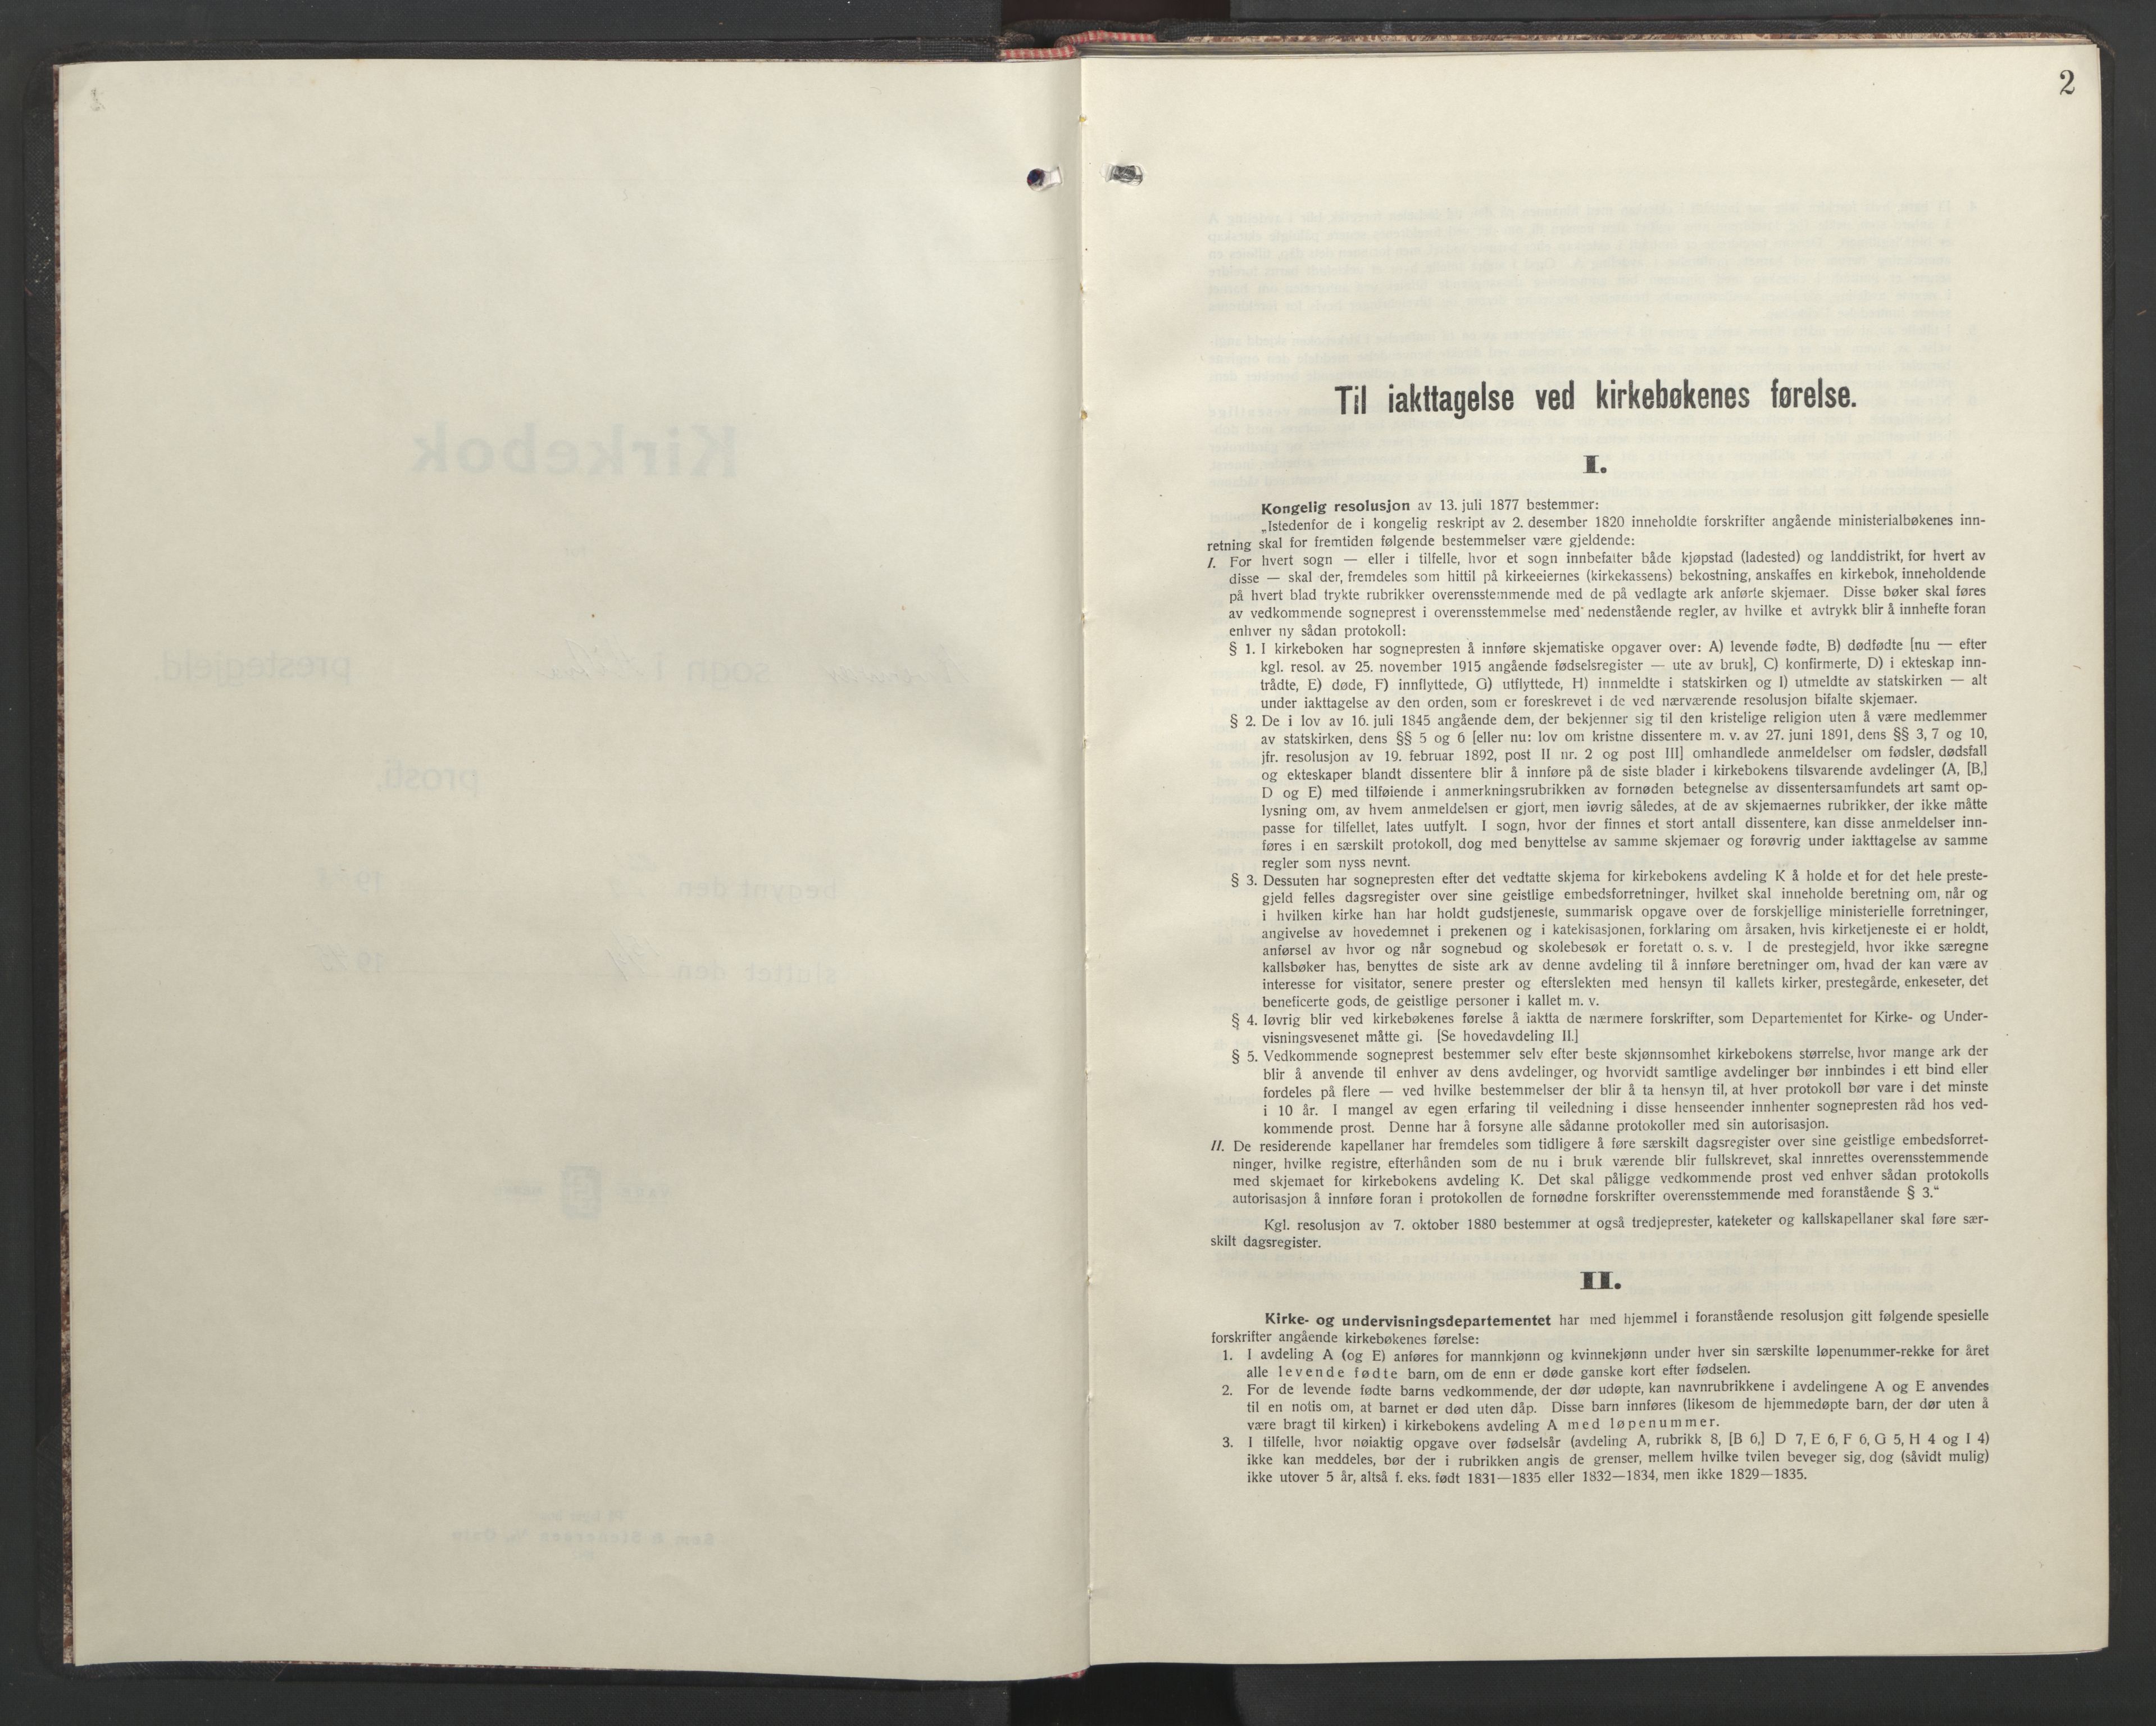 2
Til iakttagelse ved kirkebøkenes førelse.
I.
Kongelig resolusjon av 13. juli 1877 bestemmer:
„Istedenfor de i kongelig reskript av 2. desember 1820 inneholdte forskrifter angående ministerialbøkenes inn-
retning skal for fremtiden følgende bestemmelser være gjeldende:
I. For hvert sogn — eller i tilfelle, hvor et sogn innbefatter både kjøpstad (ladested) og landdistrikt, for hvert av
disse — skal der, fremdeles som hittil på kirkeeiernes (kirkekassens) bekostning, anskaffes en kirkebok, inneholdende
på hvert blad trykte rubrikker overensstemmende med de på vedlagte ark anførte skjemaer. Disse bøker skal føres
av vedkommende sogneprest i overensstemmelse med nedenstående regler, av hvilke et avtrykk blir å innhefte foran
enhver ny sådan protokoll:
§ 1. I kirkeboken har sognepresten å innføre skjematiske opgaver over: A) levende fødte, B) dødfødte [nu — efter
kgl. resol. av 25. november 1915 angående fødselsregister — ute av bruk], C) konfirmerte, D) i ekteskap inn-
trådte, E) døde, F) innflyttede, G) utflyttede, H) innmeldte i statskirken og I) utmeldte av statskirken — alt
under iakttagelse av den orden, som er foreskrevet i de ved nærværende resolusjon bifalte skjemaer.
§ 2. De i lov av 16. juli 1845 angående dem, der bekjenner sig til den kristelige religion uten å være medlemmer
av statskirken, dens §§ 5 og 6 [eller nu: lov om kristne dissentere m. v. av 27. juni 1891, dens §§ 3, 7 og 10,
jfr. resolusjon av 19. februar 1892, post II nr. 2 og post III] omhandlede anmeldelser om fødsler, dødsfall
og ekteskaper blandt dissentere blir å innføre på de siste blader i kirkebokens tilsvarende avdelinger (A, [B,]
D og E) med tilføiende i anmerkningsrubrikken av fornøden betegnelse av dissentersamfundets art samt op-
lysning om, av hvem anmeldelsen er gjort, men iøvrig således, at de av skjemaernes rubrikker, der ikke måtte
passe for tilfellet, lates uutfylt. I sogn, hvor der finnes et stort antall dissentere, kan disse anmeldelser inn-
føres i en særskilt protokoll, dog med benyttelse av samme skjemaer og forøvrig under iakttagelse av samme
regler som nyss nevnt.
§ 3. Dessuten har sognepresten efter det vedtatte skjema for kirkebokens avdeling K å holde et for det hele preste-
gjeld felles dagsregister over sine geistlige embedsforretninger, hvilket skal inneholde beretning om, når og
i hvilken kirke han har holdt gudstjeneste, summarisk opgave over de forskjellige ministerielle forretninger,
angivelse av hovedemnet i prekenen og i katekisasjonen, forklaring om årsaken, hvis kirketjeneste ei er holdt,
anførsel av hvor og når sognebud og skolebesøk er foretatt o. s. v. I de prestegjeld, hvor ikke særegne
kallsbøker has, benyttes de siste ark av denne avdeling til å innføre beretninger om, hvad der kan være av
interesse for visitator, senere prester og efterslekten med hensyn til kallets kirker, prestegårde, enkeseter, det
beneficerte gods, de geistlige personer i kallet m. v.
§ 4. Iøvrig blir ved kirkebøkenes førelse å iaktta de nærmere forskrifter, som Departementet for Kirke- og Under-
visningsvesenet måtte gi. [Se hovedavdeling II.]
§ 5. Vedkommende sogneprest bestemmer selv efter beste skjønnsomhet kirkebokens størrelse, hvor mange ark der
blir å anvende til enhver av dens avdelinger, og hvorvidt samtlige avdelinger bør innbindes i ett bind eller
fordeles på flere — ved hvilke bestemmelser der blir å ta hensyn til, at hver protokoll bør vare i det minste
i 10 år. I mangel av egen erfaring til veiledning i disse henseender innhenter sognepresten råd hos ved-
kommende prost. Denne har å forsyne alle sådanne protokoller med sin autorisasjon.
II. De residerende kapellaner har fremdeles som tidligere å føre særskilt dagsregister over sine geistlige embedsforret-
ninger, hvilke registre, efterhånden som de nu i bruk værende blir fullskrevet, skal innrettes overensstemmende
med skjemaet for kirkebokens avdeling K. Det skal påligge vedkommende prost ved enhver sådan protokolls
autorisasjon å innføre foran i protokollen de fornødne forskrifter overensstemmende med foranstående § 3.“
Kgl. resolusjon av 7. oktober 1880 bestemmer at også tredjeprester, kateketer og kallskapellaner skal føre sær-
skilt dagsregister.
II.
Kirke- og undervisningsdepartementet har med hjemmel i foranstående resolusjon gitt følgende spesielle
forskrifter angående kirkebøkenes førelse:
1. I avdeling A (og E) anføres for mannkjønn og kvinnekjønn under hver sin særskilte løpenummer-rekke for året
alle levende fødte barn, om de enn er døde ganske kort efter fødselen.
2. For de levende fødte barns vedkommende, der dør udøpte, kan navnrubrikkene i avdelingene A og E anvendes
til en notis om, at barnet er død uten dåp. Disse barn innføres (likesom de hjemmedøpte barn, der dør uten å
være bragt til kirken) i kirkebokens avdeling A med løpenummer.
3. I tilfelle, hvor nøiaktig opgave over fødselsår (avdeling A, rubrikk 8, [B 6,] D 7, E 6, F 6, G 5, H 4 og I 4)
ikke kan meddeles, bør der i rubrikken angis de grenser, mellem hvilke tvilen beveger sig, dog (såvidt mulig)
ikke utover 5 år, altså f. eks. født 1831—1835 eller 1832—1834, men ikke 1829—1835.